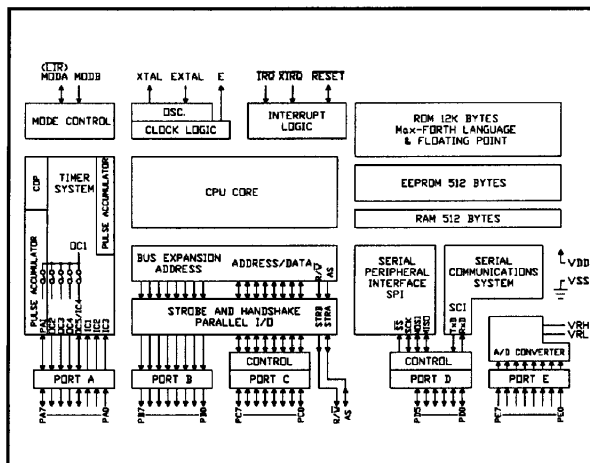 (LIR)
MODA MODB
XTAL EXTAL E
IRQ XIRQ RESET
MODE CONTROL
OSC.
CLOCK LOGIC
INTERRUPT
LOGIC
ROM 12K BYTES
Max-FORTH LANGUAGE
& FLOATING POINT
COP
TIMER
SYSTEM
PULSE ACCUMULATOR
CPU CORE
EEPROM 512 BYTES
RAM 512 BYTES
PULSE ACCUMULATOR
OC1
PAI
OC2
OC3
OC4
OC5/IC4
IC1
IC2
IC3
BUS EXPANSION
ADDRESS
ADDRESS/DATA
R/W
AS
STROBE AND HANDSHAKE
PARALLEL I/O
STRB
STRA
SERIAL
PERIPHERAL
INTERFACE
SPI
SS
SCK
MOSI
MISO
SERIAL
COMMUNICATIONS
SYSTEM
SCI
TxD
RxD
VDD
VSS
VRH
VRL
A/D CONVERTER
CONTROL
CONTROL
PORT A
PORT B
PORT C
PORT D
PORT E
PA7
PA0
PB7
PB0
PC7
PC0
R/W
AS
PD5
PD0
PE7
PE0